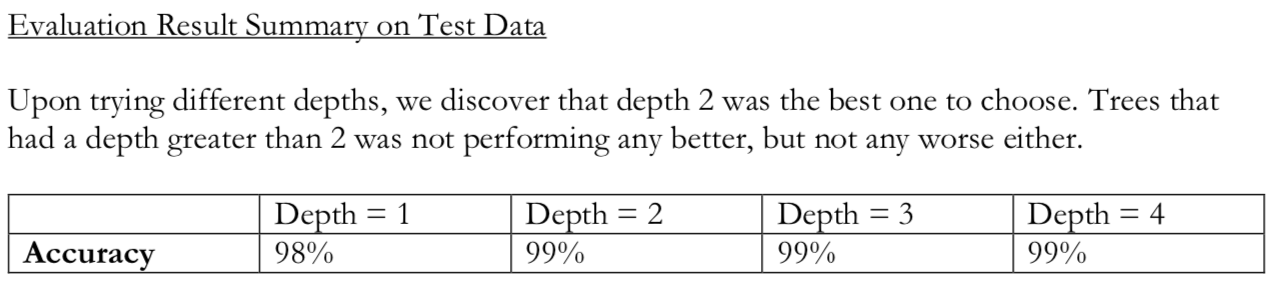 Evaluation Result Summary on Test Data
Upon trying different depths, we discover that depth 2 was the best one to choose. Trees that
had a depth greater than 2 was not performing any better, but not any worse either.
Depth = 1 Depth = 2 Depth = 3 Depth = 4
Accuracy 98% 99% 99% 99%